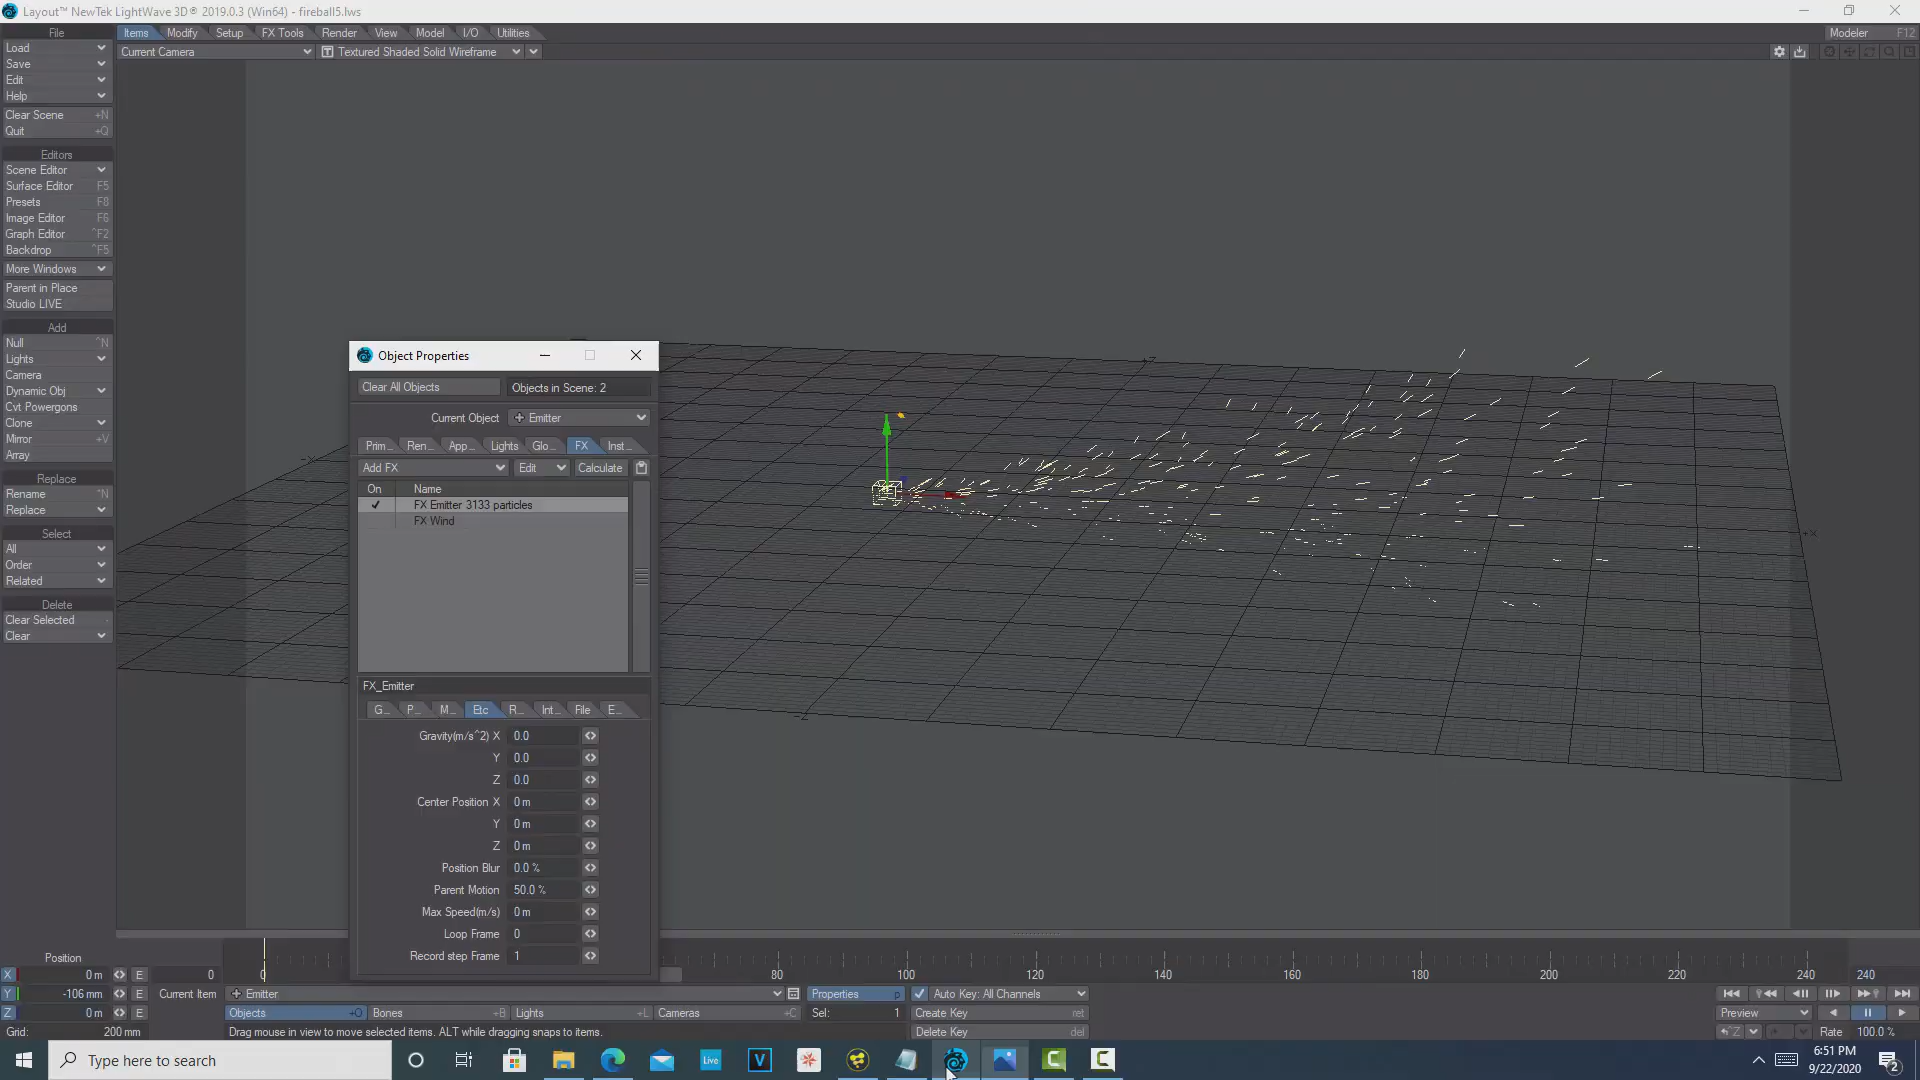 Layout™ NewTek LightWave 3D® 2019.0.3 (Win64) - fireball5.lws
File
Items Modify Setup FX Tools Render View Model I/O Utilities
Modeler F12
Load
Current Camera
Textured Shaded Solid Wireframe
Save
Edit
Help
Clear Scene +N
Quit +Q
Editors
Scene Editor
Surface Editor F5
Presets F8
Image Editor F6
Graph Editor ^F2
Backdrop ^F5
More Windows
Parent in Place
Studio LIVE
Add
Null ^N
Lights
Camera
Dynamic Obj
Cvt Powergons
Clone
Mirror +V
Array
Replace
Rename ^N
Replace
Select
All
Order
Related
Delete
Clear Selected -
Clear
Object Properties
Clear All Objects
Objects in Scene: 2
Current Object Emitter
Prim... Ren... App... Lights Glo... FX Inst...
Add FX Edit Calculate
On Name
FX Emitter 3133 particles
FX Wind
FX_Emitter
G... P... M... Etc R... Int... File E...
Gravity(m/s^2) X 0.0
Y 0.0
Z 0.0
Center Position X 0 m
Y 0 m
Z 0 m
Position Blur 0.0 %
Parent Motion 50.0 %
Max Speed(m/s) 0 m
Loop Frame 0
Record step Frame 1
Position
X 0 m E 0
0 80 100 120 140 160 180 200 220 240 240
Y -106 mm E Current Item Emitter Properties p Auto Key: All Channels
Z 0 m E Objects +O Bones +B Lights +L Cameras +C Sel: 1 Create Key ret
Preview
Grid: 200 mm Drag mouse in view to move selected items. ALT while dragging snaps to items. Delete Key del
^Z Rate 100.0 %
Type here to search
Live
6:51 PM
9/22/2020
2